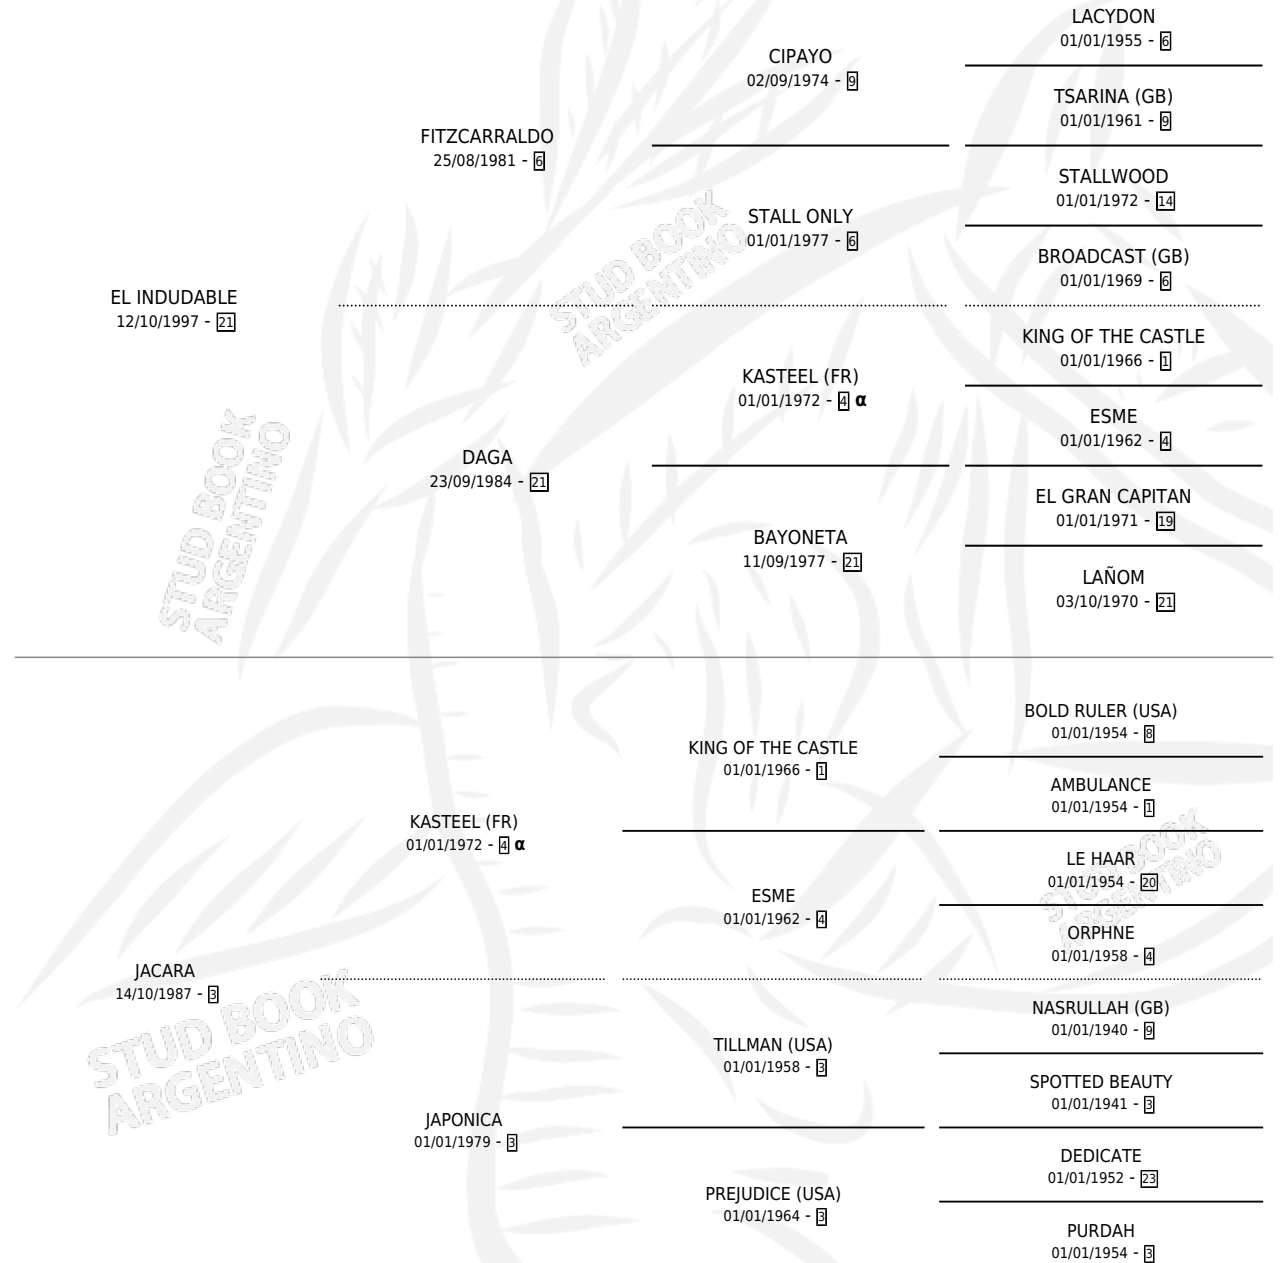 LACYDON
01/01/1955 - 6
CIPAYO
02/09/1974 - 9
TSARINA (GB)
01/01/1961 - 9
FITZCARRALDO
25/08/1981 - 6
STALLWOOD
01/01/1972 - 14
STALL ONLY
01/01/1977 - 6
BROADCAST (GB)
01/01/1969 - 6
EL INDUDABLE
12/10/1997 - 21
KING OF THE CASTLE
01/01/1966 - 1
KASTEEL (FR)
01/01/1972 - 4 α
ESME
01/01/1962 - 4
DAGA
23/09/1984 - 21
EL GRAN CAPITAN
01/01/1971 - 19
BAYONETA
11/09/1977 - 21
LAÑOM
03/10/1970 - 21
BOLD RULER (USA)
01/01/1954 - 8
KING OF THE CASTLE
01/01/1966 - 1
AMBULANCE
01/01/1954 - 1
KASTEEL (FR)
01/01/1972 - 4 α
LE HAAR
01/01/1954 - 20
ESME
01/01/1962 - 4
ORPHNE
01/01/1958 - 4
JACARA
14/10/1987 - 3
NASRULLAH (GB)
01/01/1940 - 9
TILLMAN (USA)
01/01/1958 - 3
SPOTTED BEAUTY
01/01/1941 - 3
JAPONICA
01/01/1979 - 3
DEDICATE
01/01/1952 - 23
PREJUDICE (USA)
01/01/1964 - 3
PURDAH
01/01/1954 - 3
STUD BOOK
ARGENTINO
STUD BOOK
ARGENTINO
STUD BOOK
ARGENTINO
STUD BOOK
ARGENTINO